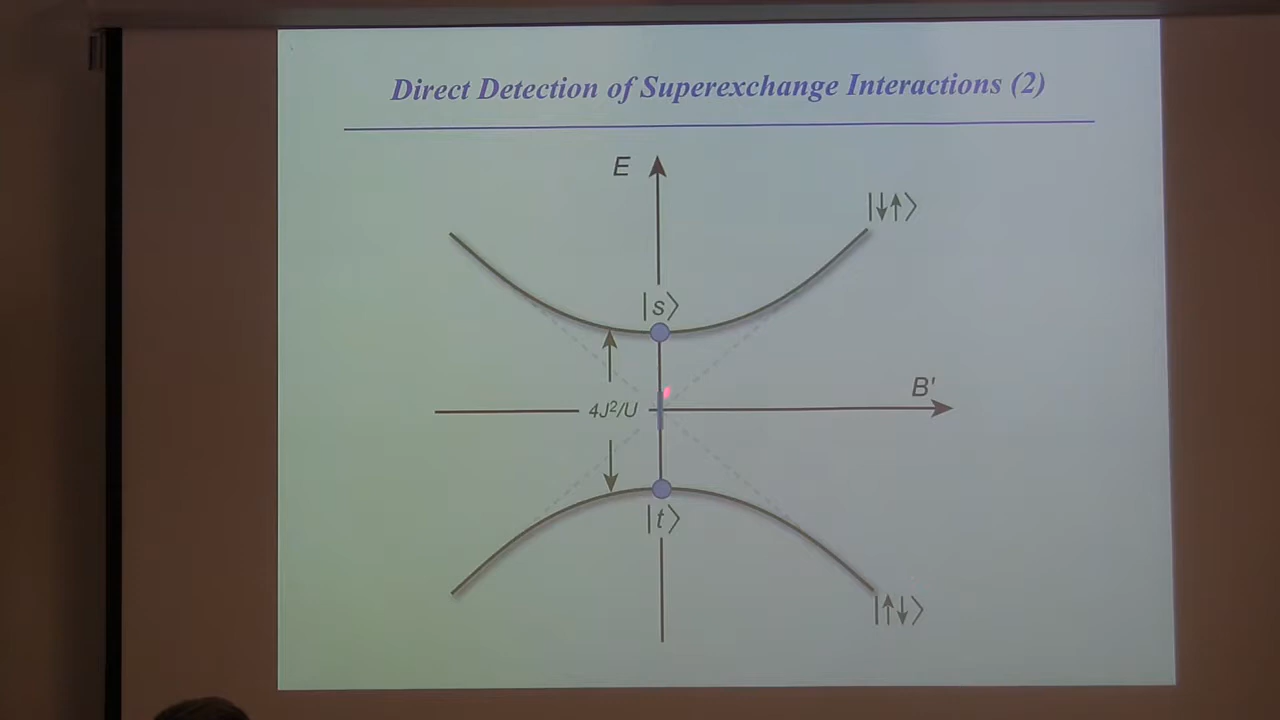 Direct Detection of Superexchange Interactions (2)
E
|↓↑⟩
|s⟩
B'
4J²/U
|t⟩
|↑↓⟩